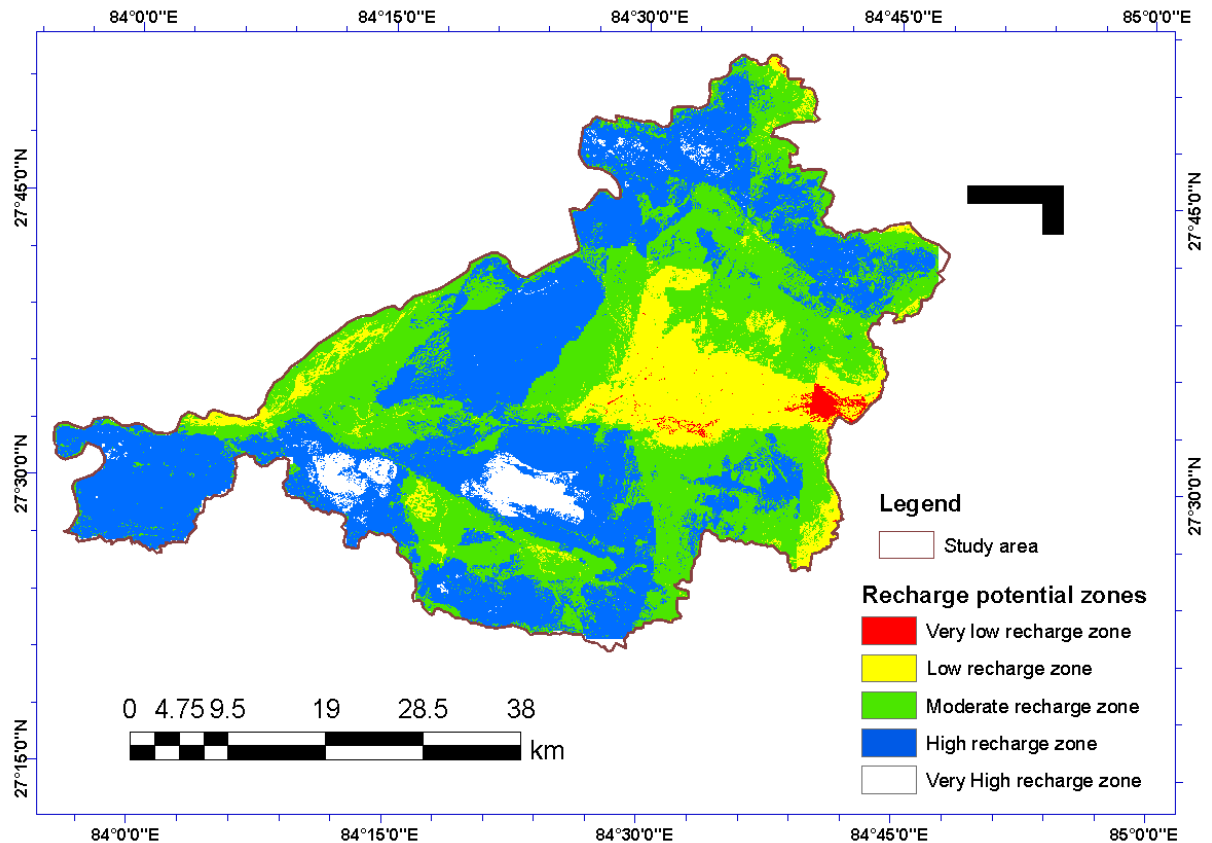 84°0'0"E 84°15'0"E 84°30'0"E 84°45'0"E 85°0'0"E
27°45'0"N
27°45'0"N
27°30'0"N
27°30'0"N
Legend
Study area
Recharge potential zones
Very low recharge zone
Low recharge zone
Moderate recharge zone
High recharge zone
Very High recharge zone
0 4.75 9.5 19 28.5 38
km
27°15'0"N
27°15'0"N
84°0'0"E 84°15'0"E 84°30'0"E 84°45'0"E 85°0'0"E